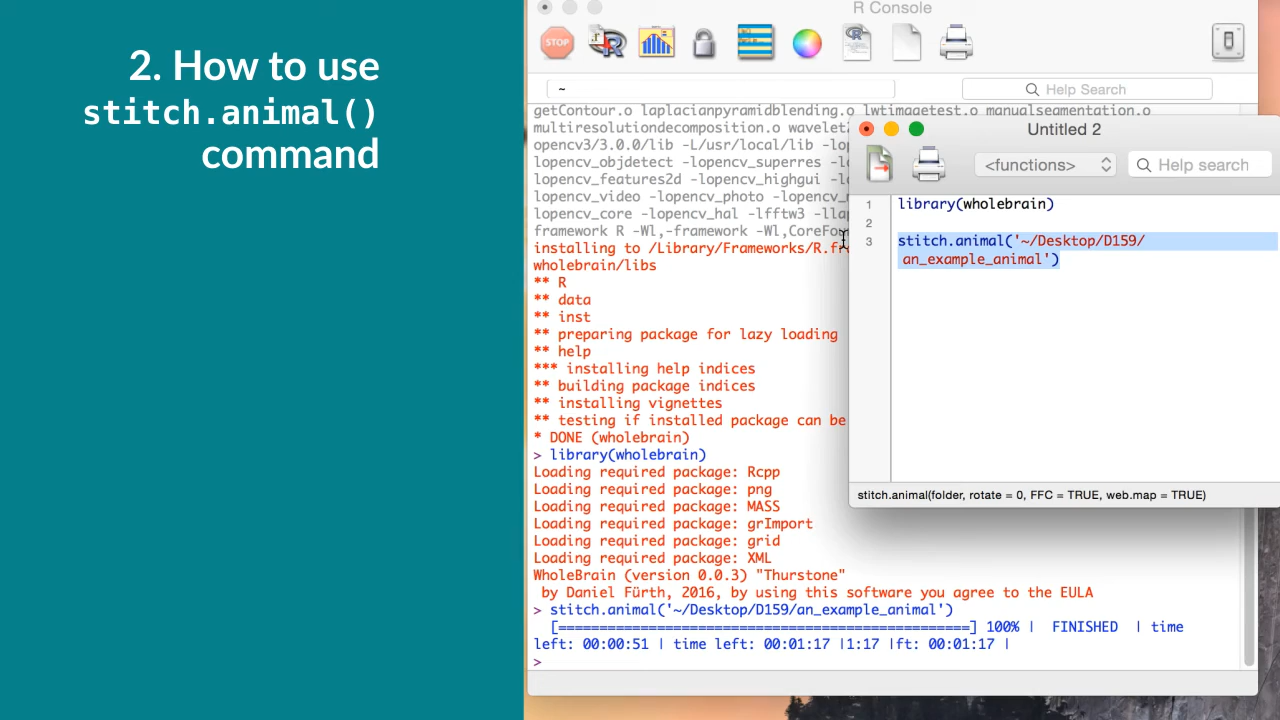 2. How to use
stitch.animal()
command
R Console
STOP
~
Help Search
getContour.o laplacianpyramidblending.o lwtimagetest.o manualsegmentation.o
multiresolutiondecomposition.o
opencv3/3.0.0/lib -L/usr/local/lib
lopencv_objdetect -lopencv_superres
lopencv_features2d -lopencv_highgui
lopencv_video -lopencv_photo
lopencv_core -lopencv_hal -lfftw3
framework R -Wl,-framework
installing to /Library/Frameworks/
wholebrain/libs
** R
** data
** inst
** preparing package for lazy loading
** help
*** installing help indices
** building package indices
** installing vignettes
** testing if installed package can be
* DONE (wholebrain)
> library(wholebrain)
Loading required package: Rcpp
Loading required package: png
Loading required package: MASS
Loading required package: grImport
Loading required package: grid
Loading required package: XML
WholeBrain (version 0.0.3) "Thurstone"
by Daniel Fürth, 2016, by using this software you agree to the EULA
> stitch.animal('~/Desktop/D159/an_example_animal')
[================================================] 100% | FINISHED | time
left: 00:00:51 | time left: 00:01:17 |1:17 |ft: 00:01:17 |
>
Untitled 2
<functions>
Help search
1 library(wholebrain)
2
3 stitch.animal('~/Desktop/D159/
an_example_animal')
stitch.animal(folder, rotate = 0, FFC = TRUE, web.map = TRUE)